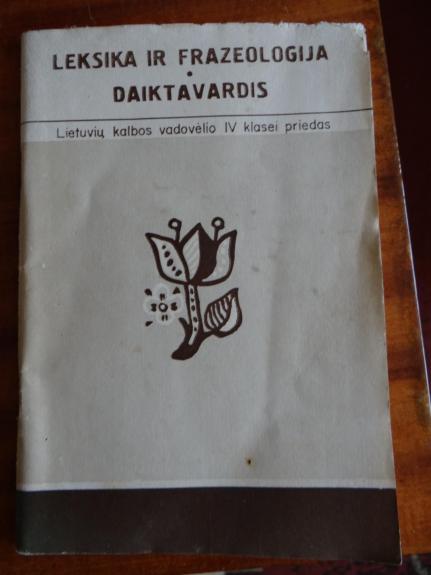 LEKSIKA IR FRAZEOLOGIJA
•
DAIKTAVARDIS
Lietuvių kalbos vadovėlio IV klasei priedas